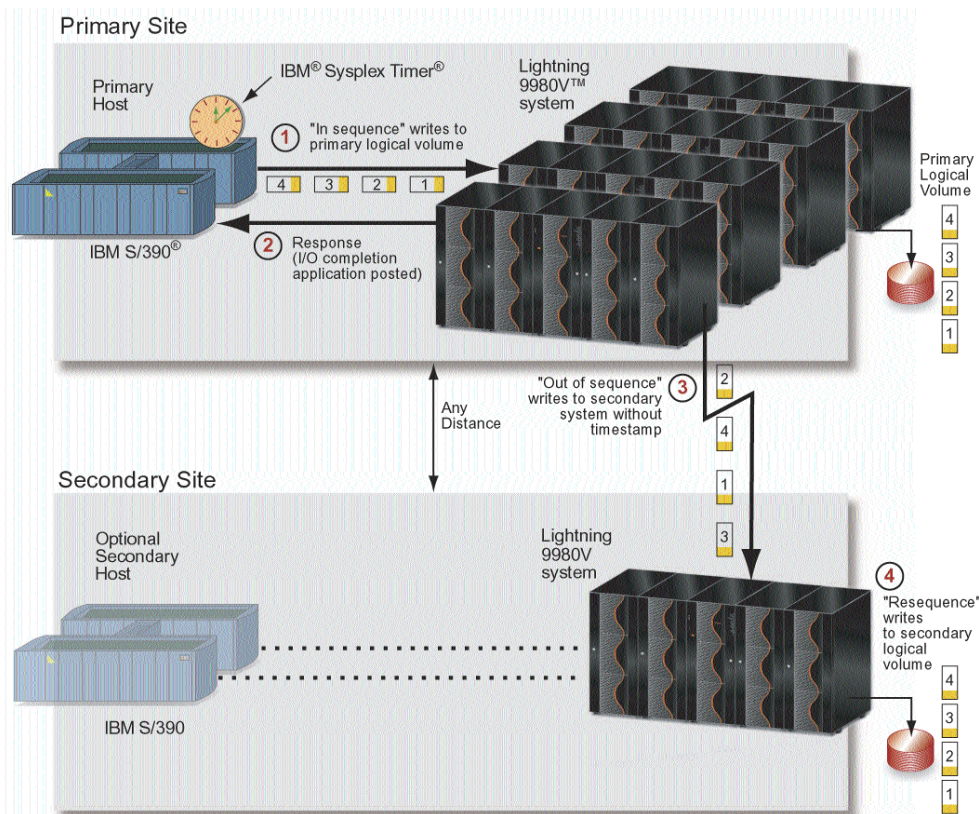 Primary Site
Primary
Host
IBM® Sysplex Timer®
Lightning
9980V™
system
1
"In sequence" writes to
primary logical volume
4 3 2 1
2
Response
(I/O completion
application posted)
IBM S/390®
Primary
Logical
Volume
4
3
2
1
"Out of sequence"
writes to secondary
system without
timestamp
3
2
4
1
3
Any
Distance
Secondary Site
Optional
Secondary
Host
Lightning
9980V
system
IBM S/390
4
"Resequence"
writes
to secondary
logical
volume
4
3
2
1